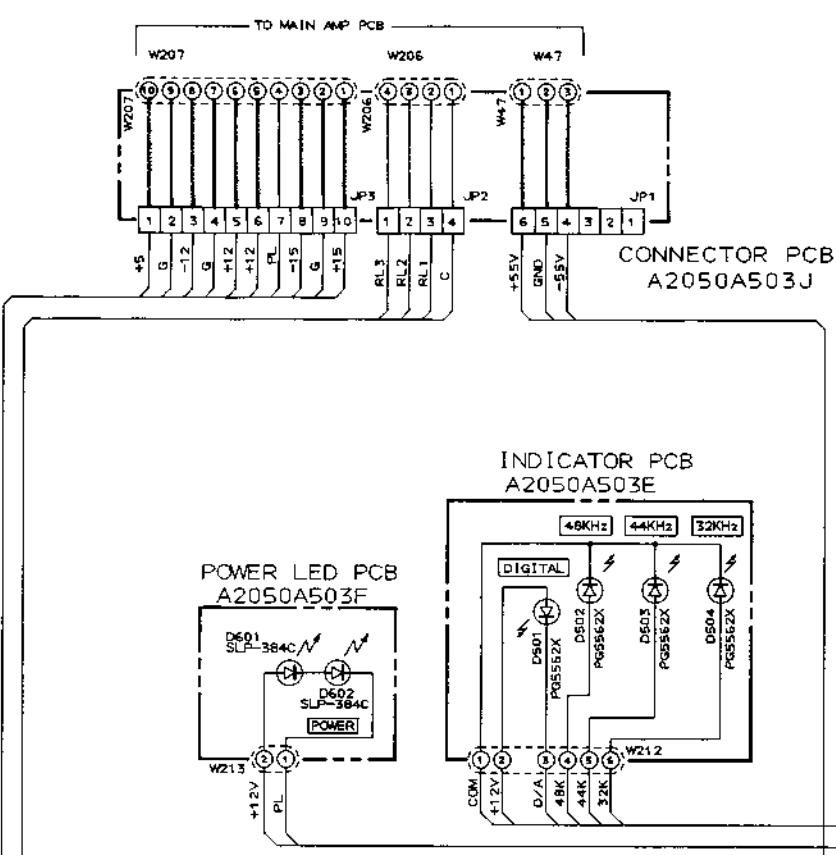 TO MAIN AMP PCB
W207 W206 W47
W207 10 9 8 7 6 5 4 3 2 1 W206 4 3 2 1 W47 1 2 3
JP3 JP2 JP1
1 2 3 4 5 6 7 8 9 10 1 2 3 4 6 5 4 3 2 1
+5 G -12 G +12 +12 PL -15 G +15 RL3 RL2 RL1 C +55V GND -55V
CONNECTOR PCB
A2050A503J
INDICATOR PCB
A2050A503E
48KHz 44KHz 32KHz
DIGITAL
D501 PG5562X
D502 PG5562X
D503 PG5562X
D504 PG5562X
W212
1 2 3 4 5 6
COM +12V D/A 48K 44K 32K
POWER LED PCB
A2050A503F
D601
SLP-384C
D602
SLP-384C
POWER
W213 2 1
+12V PL